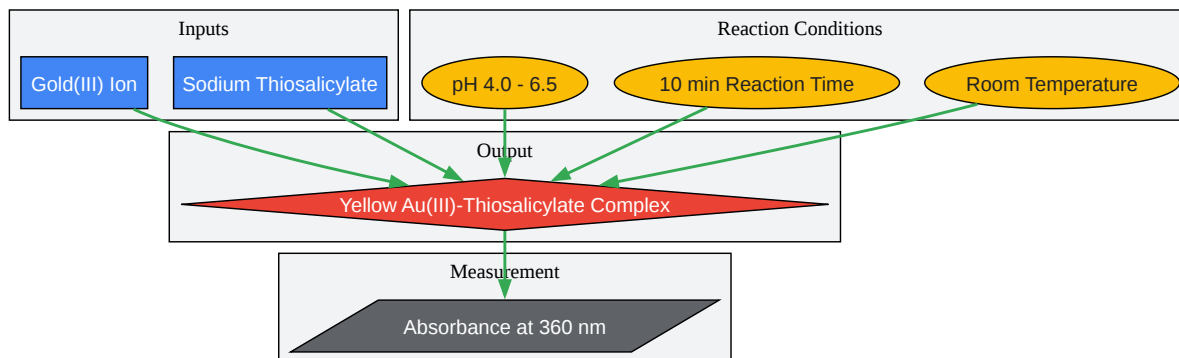 Inputs
Reaction Conditions
Gold(III) Ion
Sodium Thiosalicylate
pH 4.0 - 6.5
10 min Reaction Time
Room Temperature
Output
Yellow Au(III)-Thiosalicylate Complex
Measurement
Absorbance at 360 nm